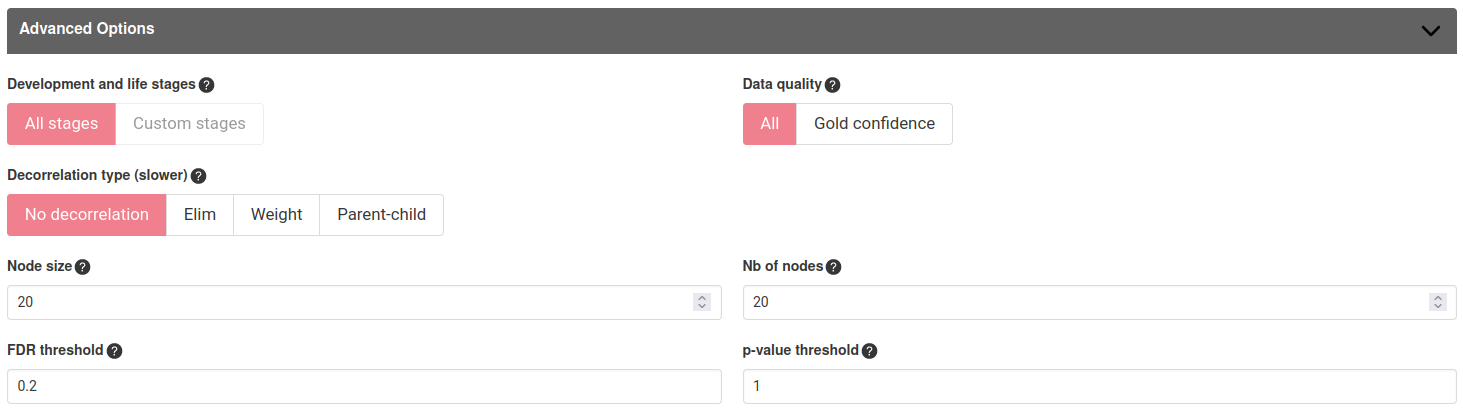 Advanced Options
Development and life stages ? Data quality ?
All stages Custom stages All Gold confidence
Decorrelation type (slower) ?
No decorrelation Elim Weight Parent-child
Node size ? Nb of nodes ?
20 20
FDR threshold ? p-value threshold ?
0.2 1